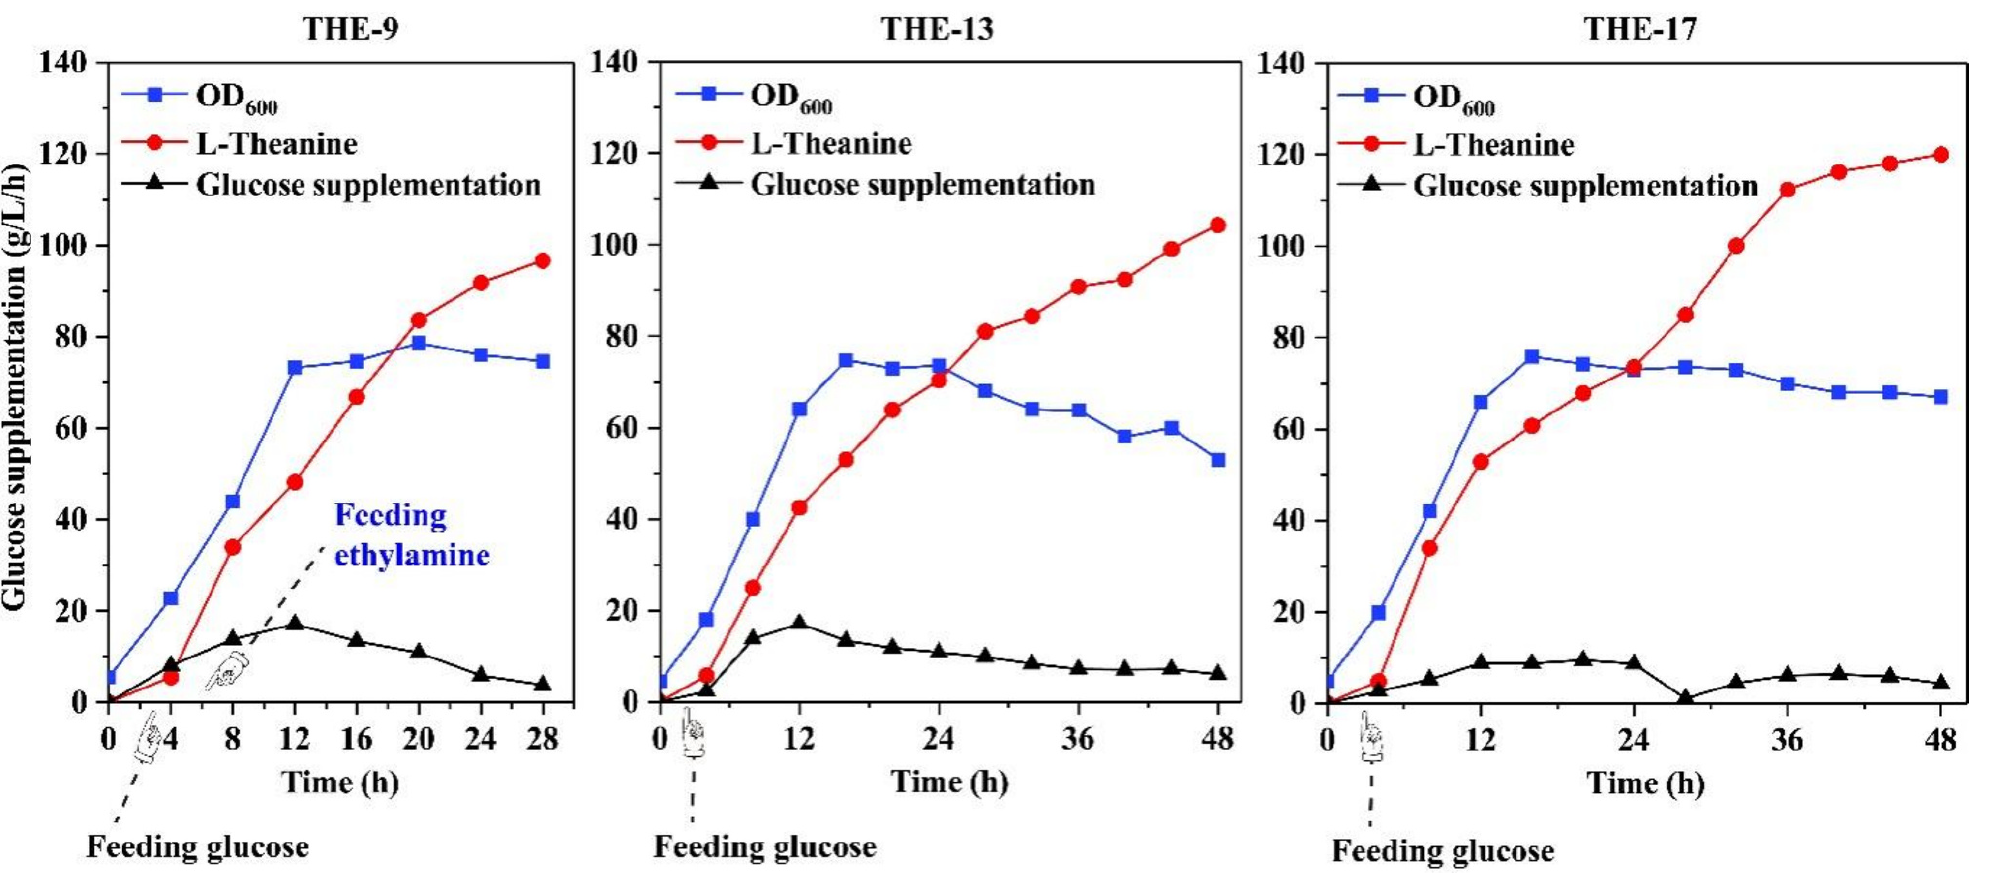 THE-9
THE-13
THE-17
Glucose supplementation (g/L/h)
140
120
100
80
60
40
20
0
OD600
L-Theanine
Glucose supplementation
Feeding
ethylamine
0 4 8 12 16 20 24 28
Time (h)
Feeding glucose
140
120
100
80
60
40
20
0
OD600
L-Theanine
Glucose supplementation
0 12 24 36 48
Time (h)
Feeding glucose
140
120
100
80
60
40
20
0
OD600
L-Theanine
Glucose supplementation
0 12 24 36 48
Time (h)
Feeding glucose